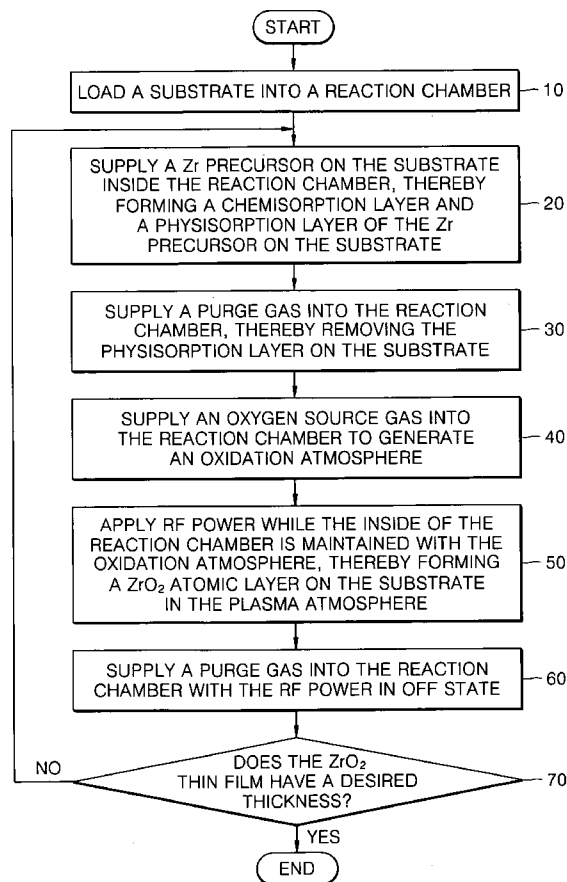 START
LOAD A SUBSTRATE INTO A REACTION CHAMBER
10
SUPPLY A Zr PRECURSOR ON THE SUBSTRATE
INSIDE THE REACTION CHAMBER, THEREBY
FORMING A CHEMISORPTION LAYER AND
A PHYSISORPTION LAYER OF THE Zr
PRECURSOR ON THE SUBSTRATE
20
SUPPLY A PURGE GAS INTO THE REACTION
CHAMBER, THEREBY REMOVING THE
PHYSISORPTION LAYER ON THE SUBSTRATE
30
SUPPLY AN OXYGEN SOURCE GAS INTO
THE REACTION CHAMBER TO GENERATE
AN OXIDATION ATMOSPHERE
40
APPLY RF POWER WHILE THE INSIDE OF THE
REACTION CHAMBER IS MAINTAINED WITH THE
OXIDATION ATMOSPHERE, THEREBY FORMING
A ZrO₂ ATOMIC LAYER ON THE SUBSTRATE
IN THE PLASMA ATMOSPHERE
50
SUPPLY A PURGE GAS INTO THE REACTION
CHAMBER WITH THE RF POWER IN OFF STATE
60
DOES THE ZrO₂
THIN FILM HAVE A DESIRED
THICKNESS?
70
NO
YES
END